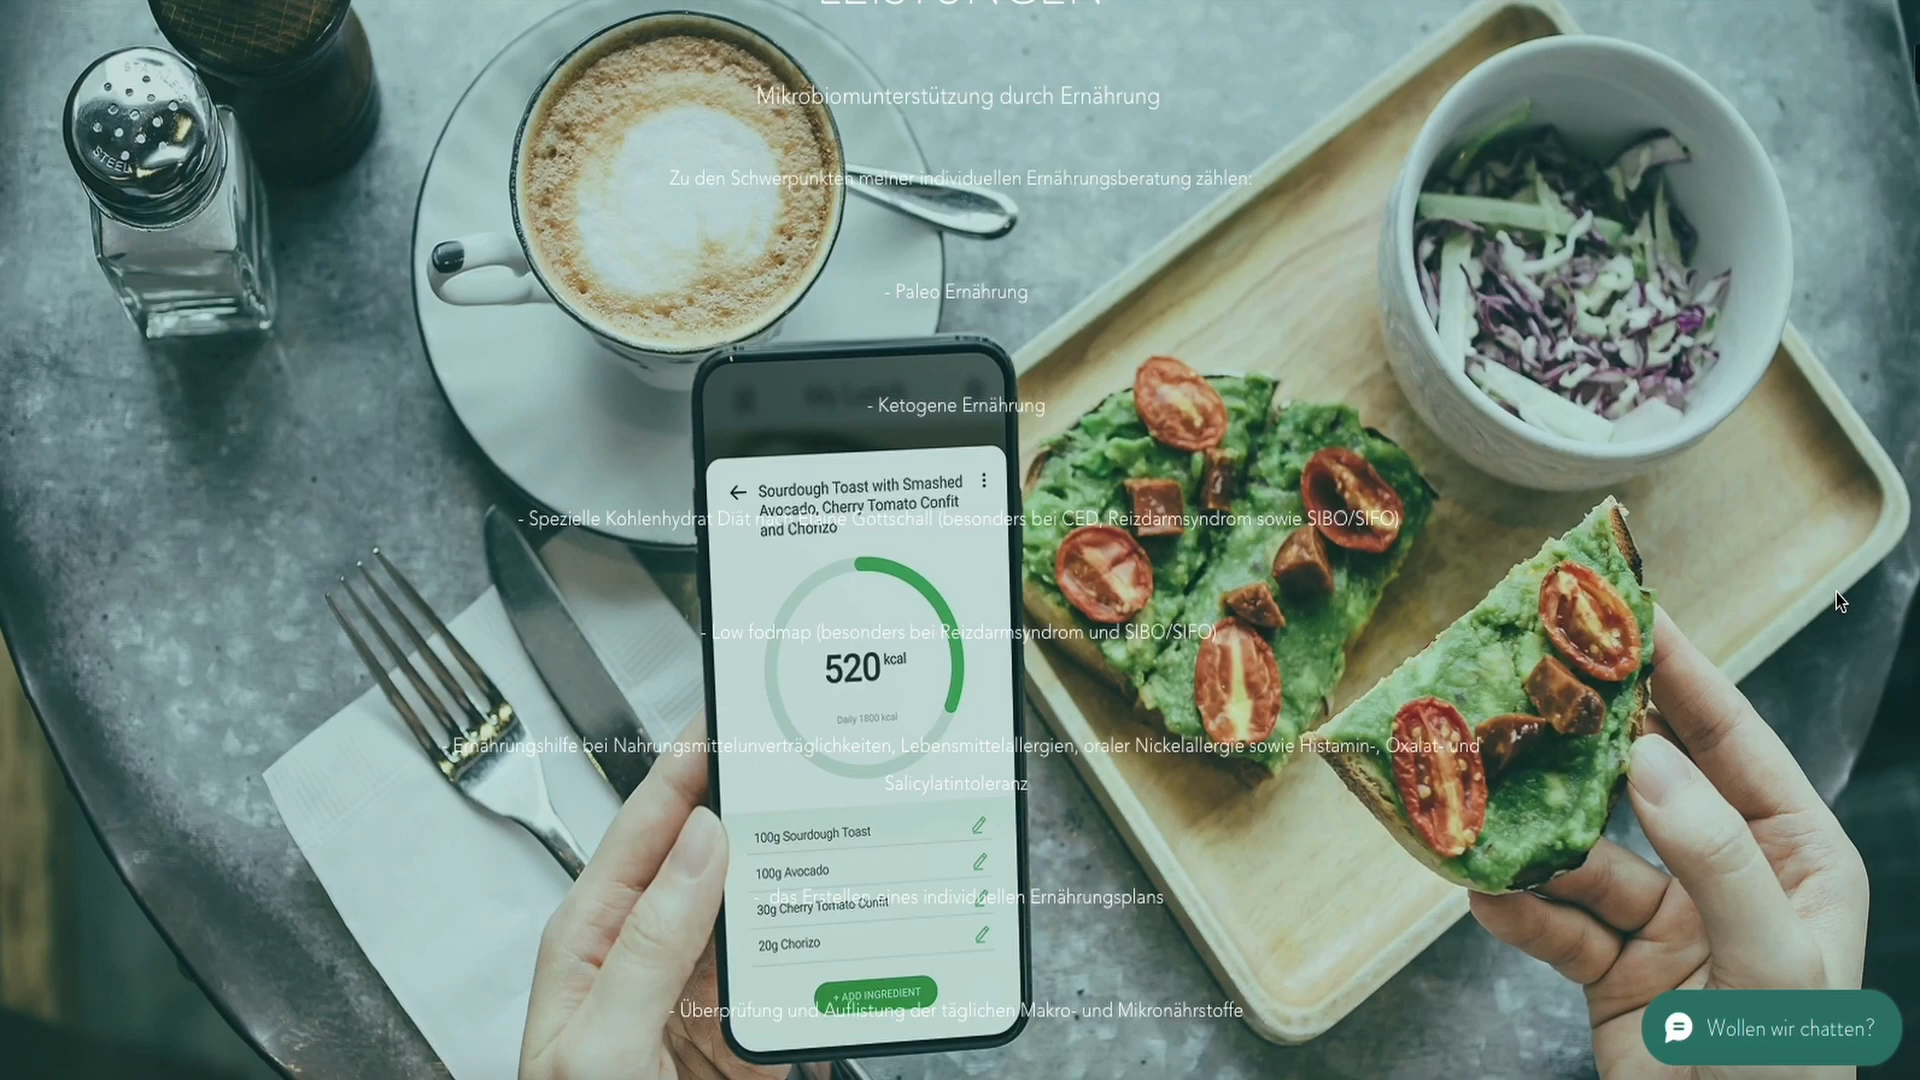 LEISTUNGEN
Mikrobiomunterstützung durch Ernährung
Zu den Schwerpunkten meiner individuellen Ernährungsberatung zählen:
- Paleo Ernährung
- Ketogene Ernährung
- Spezielle Kohlenhydrat Diät nach Elaine Gottschall (besonders bei CED, Reizdarmsyndrom sowie SIBO/SIFO)
- Low fodmap (besonders bei Reizdarmsyndrom und SIBO/SIFO)
- Ernährungshilfe bei Nahrungsmittelunverträglichkeiten, Lebensmittelallergien, oraler Nickelallergie sowie Histamin-, Oxalat- und
Salicylatintoleranz
- das Erstellen eines individuellen Ernährungsplans
- Überprüfung und Auflistung der täglichen Makro- und Mikronährstoffe
STAINLESS
STEEL
Sourdough Toast with Smashed
Avocado, Cherry Tomato Confit
and Chorizo
520 kcal
Daily 1800 kcal
100g Sourdough Toast
100g Avocado
30g Cherry Tomato Confit
20g Chorizo
+ ADD INGREDIENT
Wollen wir chatten?